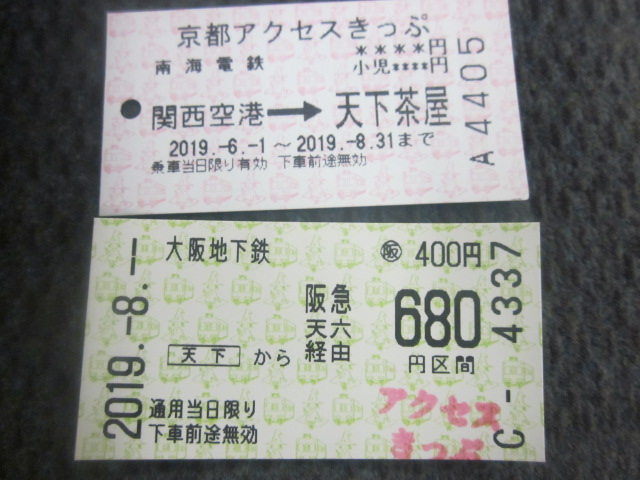 京都アクセスきっぷ
南海電鉄
****円
小児****円
関西空港→天下茶屋
2019.-6.-1～2019.-8.31まで
乗車当日限り有効 下車前途無効
A 4405
大阪地下鉄
阪 400円
阪急
天六
経由
680
円区間
天下 から
通用当日限り
下車前途無効
2019.-8.-1
C - 4337
アクセス
きっぷ